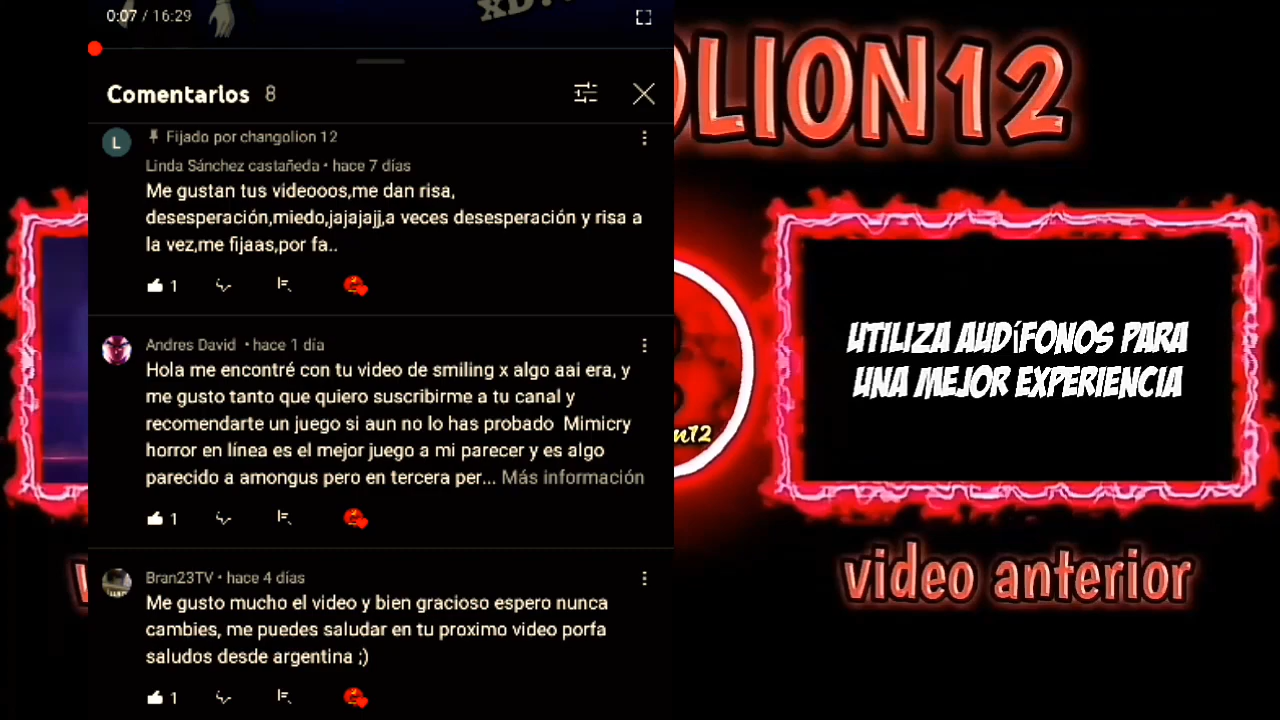 0:07 / 16:29
XD
OLION12
Comentarios 8
L
Fijado por changolion 12
Linda Sánchez castañeda • hace 7 días
Me gustan tus videooos,me dan risa,
desesperación,miedo,jajajajj,a veces desesperación y risa a
la vez,me fijaas,por fa..
1
Andres David • hace 1 día
Hola me encontré con tu video de smiling x algo aai era, y
me gusto tanto que quiero suscribirme a tu canal y
recomendarte un juego si aun no lo has probado Mimicry
horror en línea es el mejor juego a mi parecer y es algo
parecido a amongus pero en tercera per... Más información
1
Bran23TV • hace 4 días
Me gusto mucho el video y bien gracioso espero nunca
cambies, me puedes saludar en tu proximo video porfa
saludos desde argentina ;)
1
n12
UTILIZA AUDÍFONOS PARA
UNA MEJOR EXPERIENCIA
video anterior